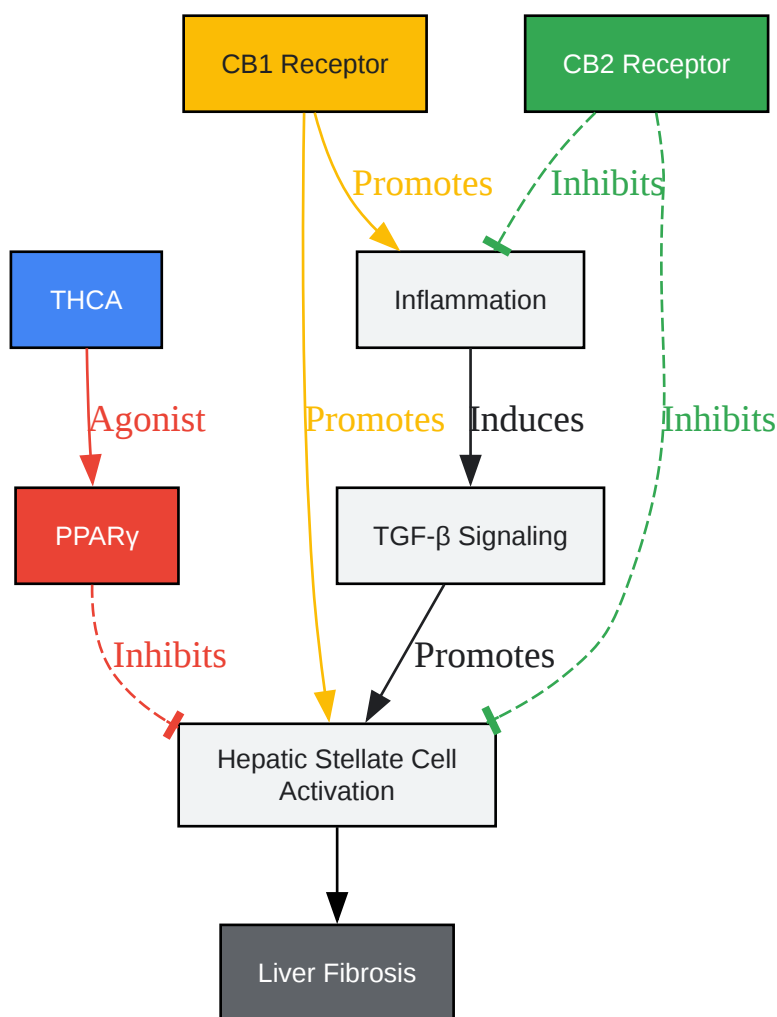 CB1 Receptor
CB2 Receptor
Promotes
Inhibits
THCA
Inflammation
Agonist
Promotes
Induces
Inhibits
PPARγ
TGF-β Signaling
Inhibits
Promotes
Hepatic Stellate Cell
Activation
Liver Fibrosis